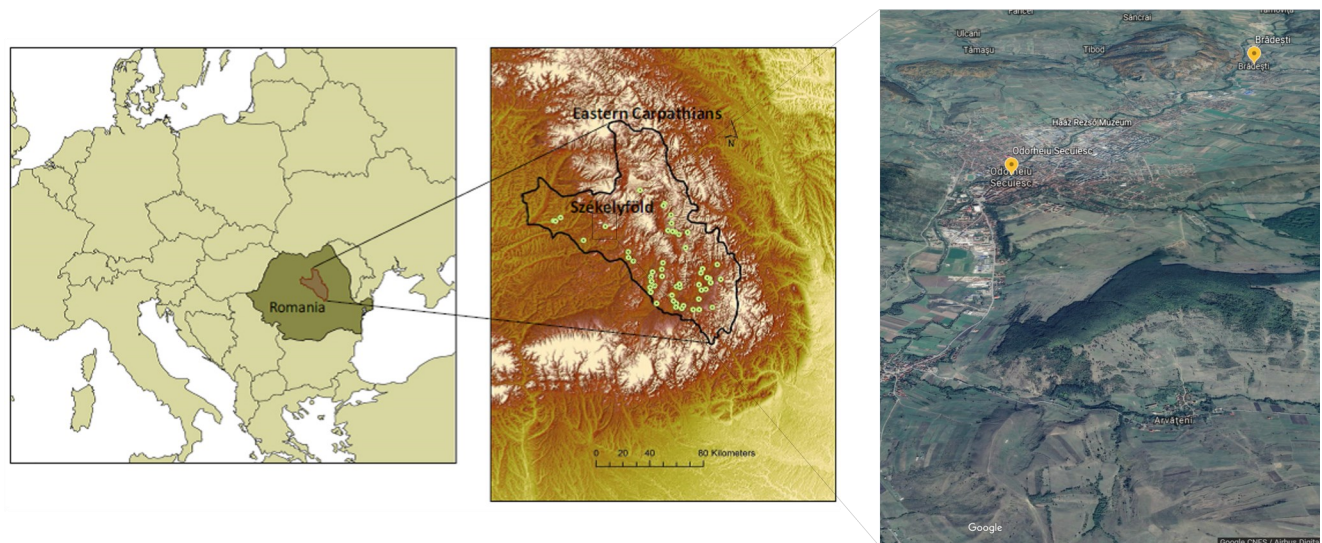 Romania
Eastern Carpathians
N
Székelyföld
0 20 40 80 Kilometers
Sâncrai
Ulcani
Tămașu
Tibod
Brădești
Brădești
Haáz Rezső Múzeum
Odorheiu Secuiesc
Odorheiu
Secuiesc
Arvățeni
Google